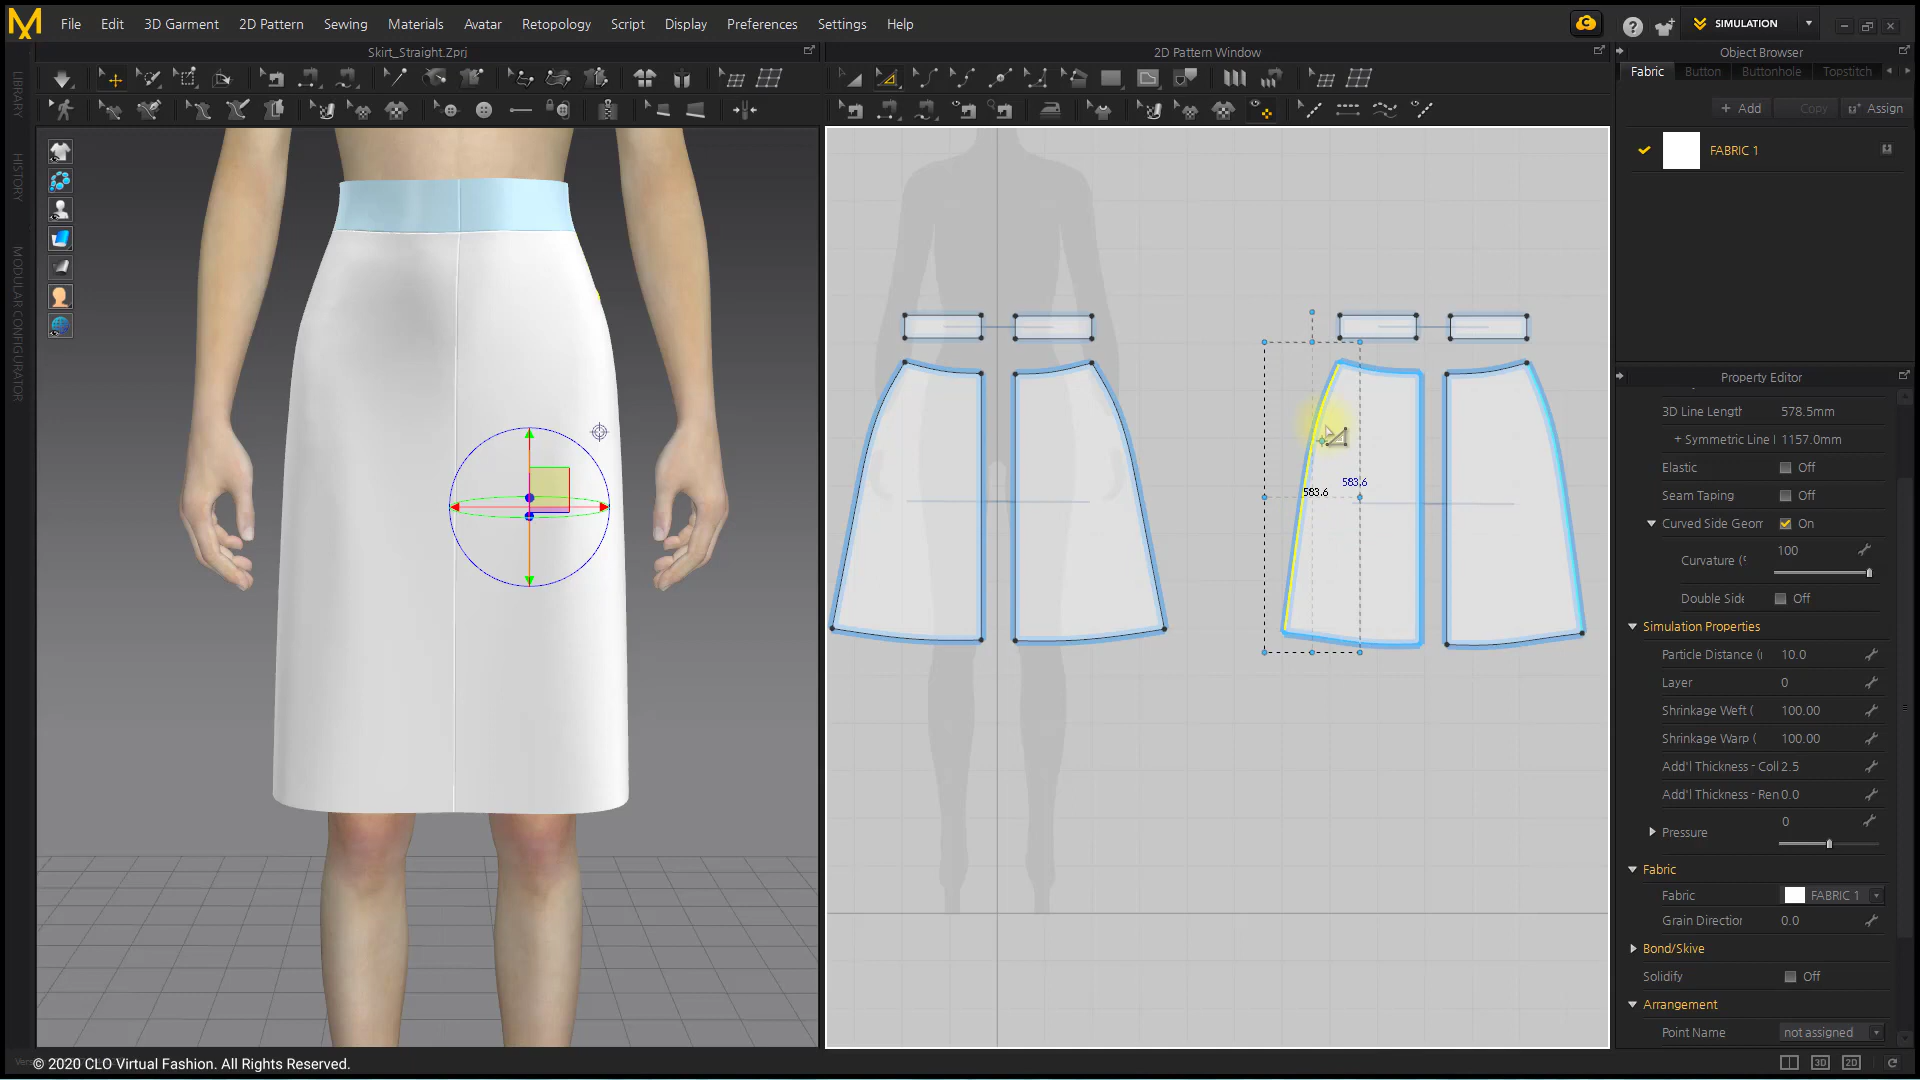 File Edit 3D Garment 2D Pattern Sewing Materials Avatar Retopology Script Display Preferences Settings Help
SIMULATION
Skirt_Straight.Zprj
2D Pattern Window
Object Browser
Fabric Button Buttonhole Topstitch
+ Add Copy Assign
FABRIC 1
LIBRARY
HISTORY
MODULAR CONFIGURATOR
583.6
583.6
Property Editor
3D Line Length 578.5mm
+ Symmetric Line l 1157.0mm
Elastic Off
Seam Taping Off
Curved Side Geom On
Curvature (% 100
Double Side Off
Simulation Properties
Particle Distance (m 10.0
Layer 0
Shrinkage Weft ( 100.00
Shrinkage Warp ( 100.00
Add'l Thickness - Coll 2.5
Add'l Thickness - Ren 0.0
Pressure 0
Fabric
Fabric FABRIC 1
Grain Direction 0.0
Bond/Skive
Solidify Off
Arrangement
Point Name not assigned
© 2020 CLO Virtual Fashion. All Rights Reserved.
3D 2D